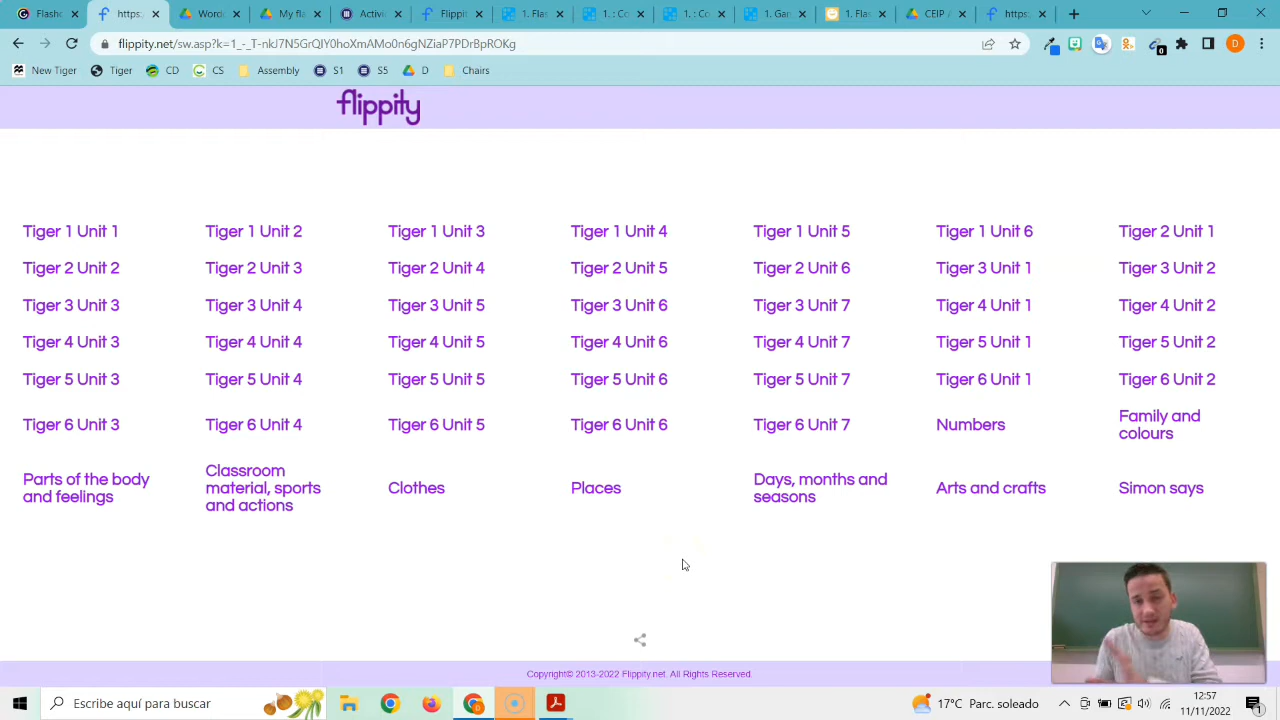 Flashc
https:
Words
My fla
Active
Flippit
1. Flas
1. : Co
1. : Co
1. Gar
1. Flas
CEIP A
https:
flippity.net/sw.asp?k=1_-_T-nkJ7N5GrQJY0hoXmAMo0n6gNZiaP7PDrBpROKg
New Tiger
Tiger
CD
CS
Assembly
S1
S5
D
Chairs
flippity
Tiger 1 Unit 1 Tiger 1 Unit 2 Tiger 1 Unit 3 Tiger 1 Unit 4 Tiger 1 Unit 5 Tiger 1 Unit 6 Tiger 2 Unit 1
Tiger 2 Unit 2 Tiger 2 Unit 3 Tiger 2 Unit 4 Tiger 2 Unit 5 Tiger 2 Unit 6 Tiger 3 Unit 1 Tiger 3 Unit 2
Tiger 3 Unit 3 Tiger 3 Unit 4 Tiger 3 Unit 5 Tiger 3 Unit 6 Tiger 3 Unit 7 Tiger 4 Unit 1 Tiger 4 Unit 2
Tiger 4 Unit 3 Tiger 4 Unit 4 Tiger 4 Unit 5 Tiger 4 Unit 6 Tiger 4 Unit 7 Tiger 5 Unit 1 Tiger 5 Unit 2
Tiger 5 Unit 3 Tiger 5 Unit 4 Tiger 5 Unit 5 Tiger 5 Unit 6 Tiger 5 Unit 7 Tiger 6 Unit 1 Tiger 6 Unit 2
Tiger 6 Unit 3 Tiger 6 Unit 4 Tiger 6 Unit 5 Tiger 6 Unit 6 Tiger 6 Unit 7 Numbers
Family and
colours
Parts of the body
and feelings
Classroom
material, sports
and actions
Clothes
Places
Days, months and
seasons
Arts and crafts
Simon says
Copyright© 2013-2022 Flippity.net. All Rights Reserved.
Escribe aquí para buscar
17°C Parc. soleado
12:57
11/11/2022